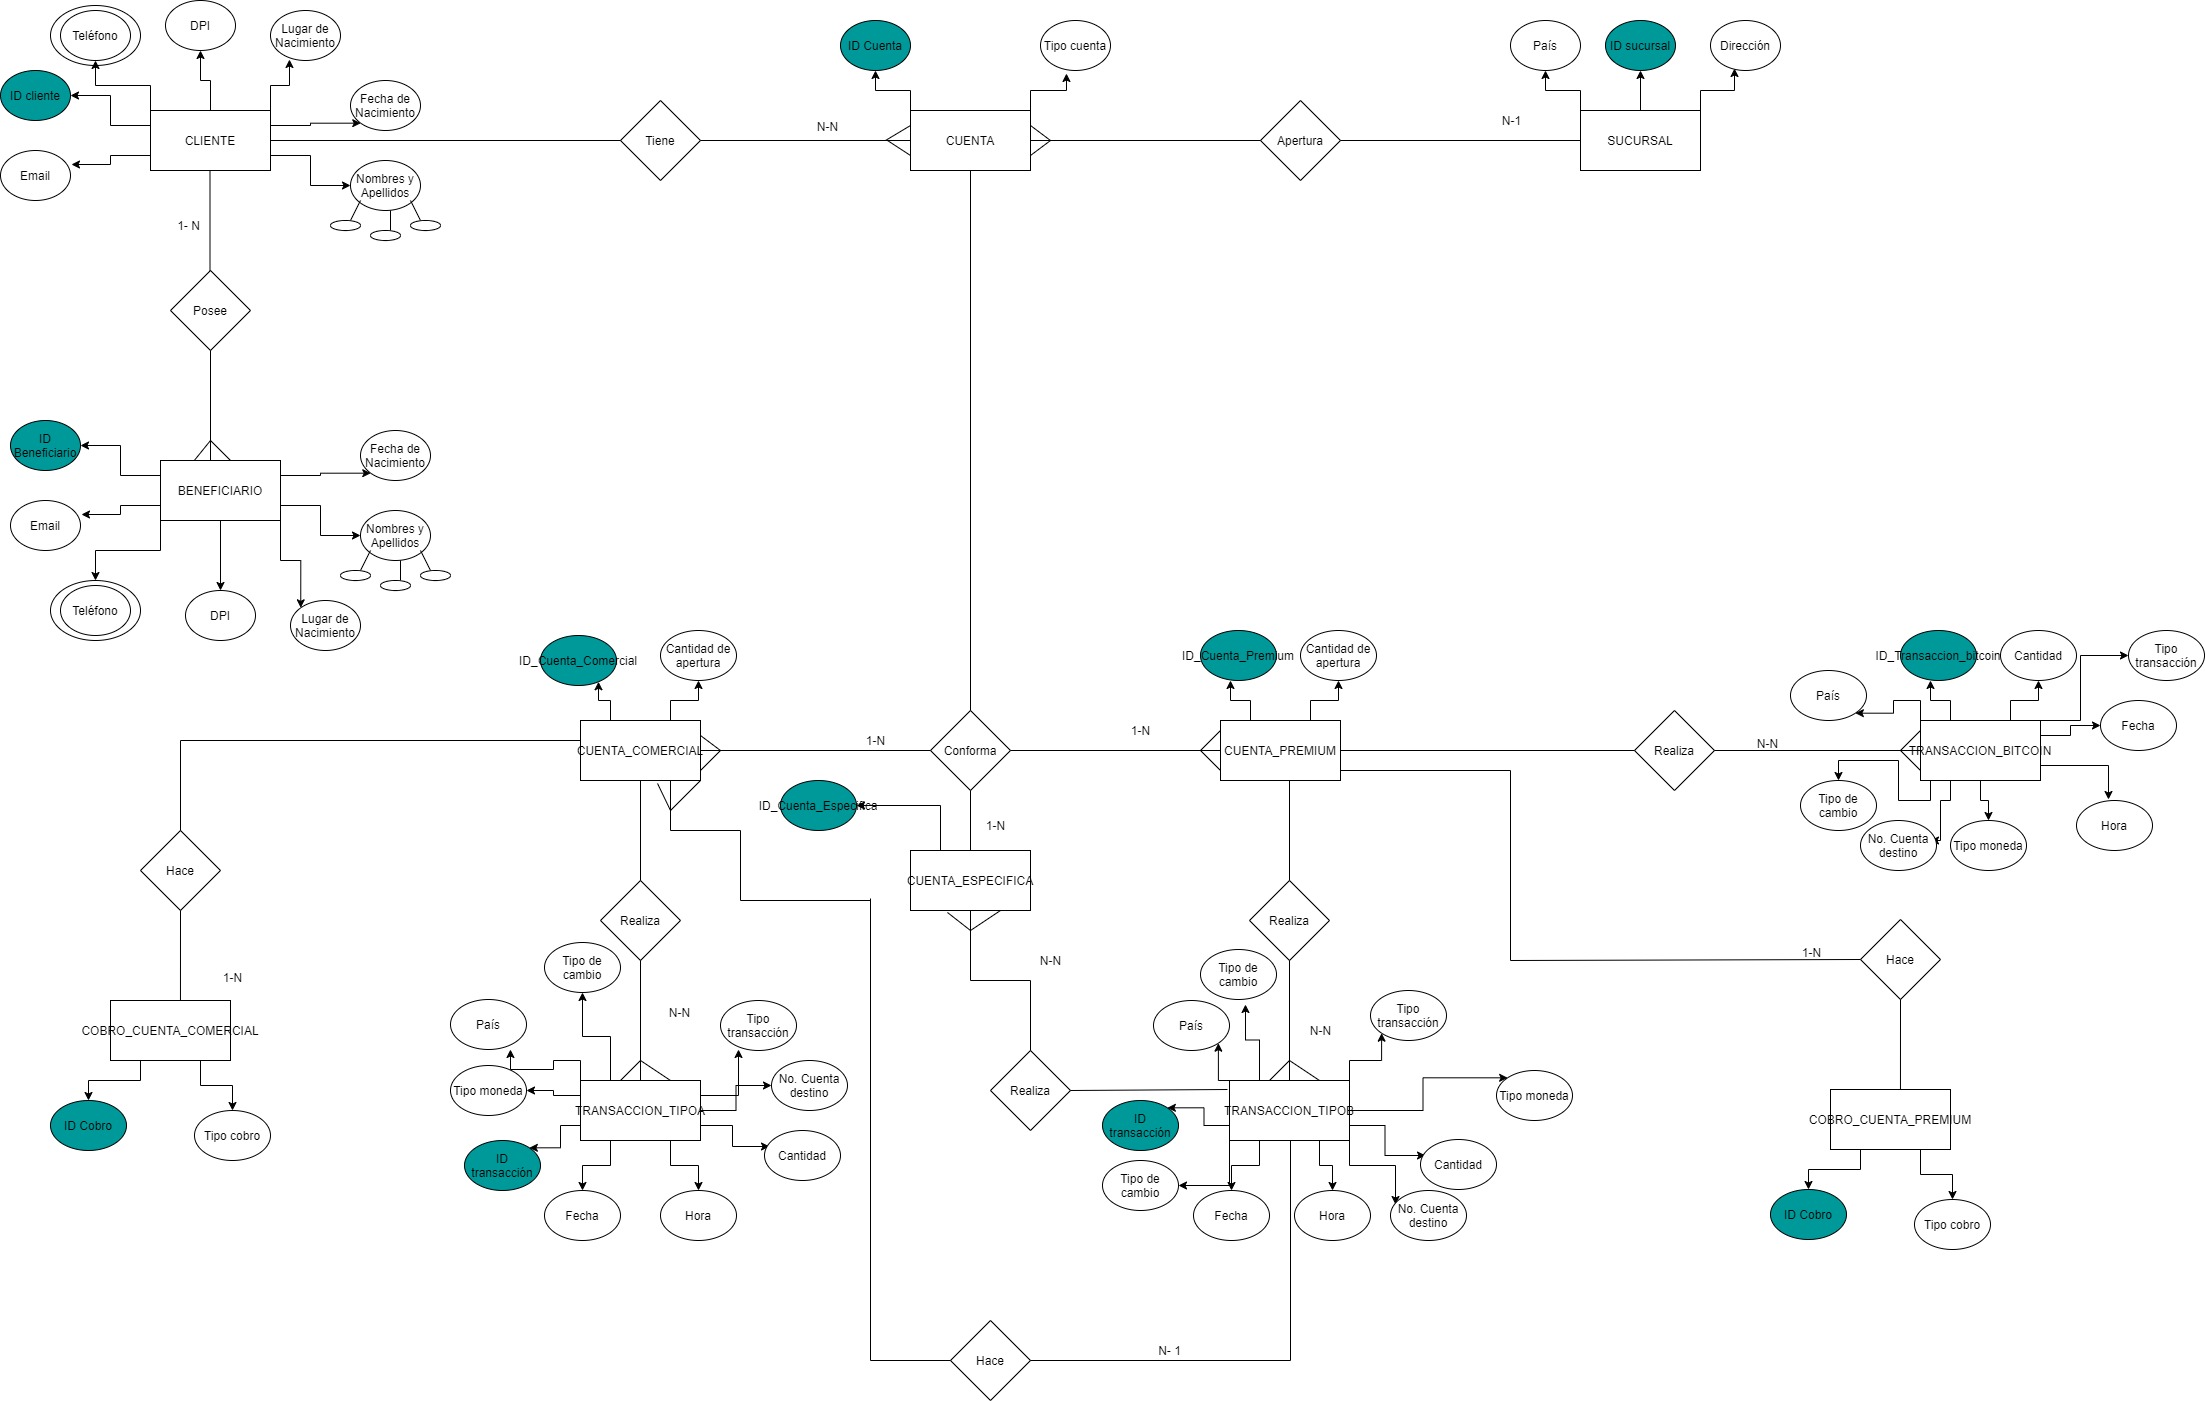 Teléfono
DPI
Lugar de
Nacimiento
ID Cuenta
Tipo cuenta
País
ID sucursal
Dirección
ID cliente
Fecha de
Nacimiento
CLIENTE
Tiene
N-N
CUENTA
Apertura
N-1
SUCURSAL
Email
Nombres y
Apellidos
1- N
Posee
ID
Beneficiario
Fecha de
Nacimiento
BENEFICIARIO
Email
Nombres y
Apellidos
Teléfono
DPI
Lugar de
Nacimiento
ID_Cuenta_Comercial
Cantidad de
apertura
ID_Cuenta_Premium
Cantidad de
apertura
ID_Transaccion_bitcoin
Cantidad
Tipo
transacción
País
Fecha
CUENTA_COMERCIAL
1-N
Conforma
1-N
CUENTA_PREMIUM
Realiza
N-N
TRANSACCION_BITCOIN
ID_Cuenta_Especifica
1-N
Tipo de
cambio
No. Cuenta
destino
Tipo moneda
Hora
Hace
CUENTA_ESPECIFICA
Realiza
Realiza
1-N
Hace
N-N
1-N
Tipo de
cambio
Tipo de
cambio
País
N-N
Tipo
transacción
País
N-N
Tipo
transacción
COBRO_CUENTA_COMERCIAL
Tipo moneda
No. Cuenta
destino
Realiza
Tipo moneda
TRANSACCION_TIPOA
TRANSACCION_TIPOB
COBRO_CUENTA_PREMIUM
ID Cobro
Tipo cobro
ID
transacción
Cantidad
ID
transacción
Cantidad
Tipo de
cambio
Fecha
Hora
Fecha
Hora
No. Cuenta
destino
ID Cobro
Tipo cobro
Hace
N- 1